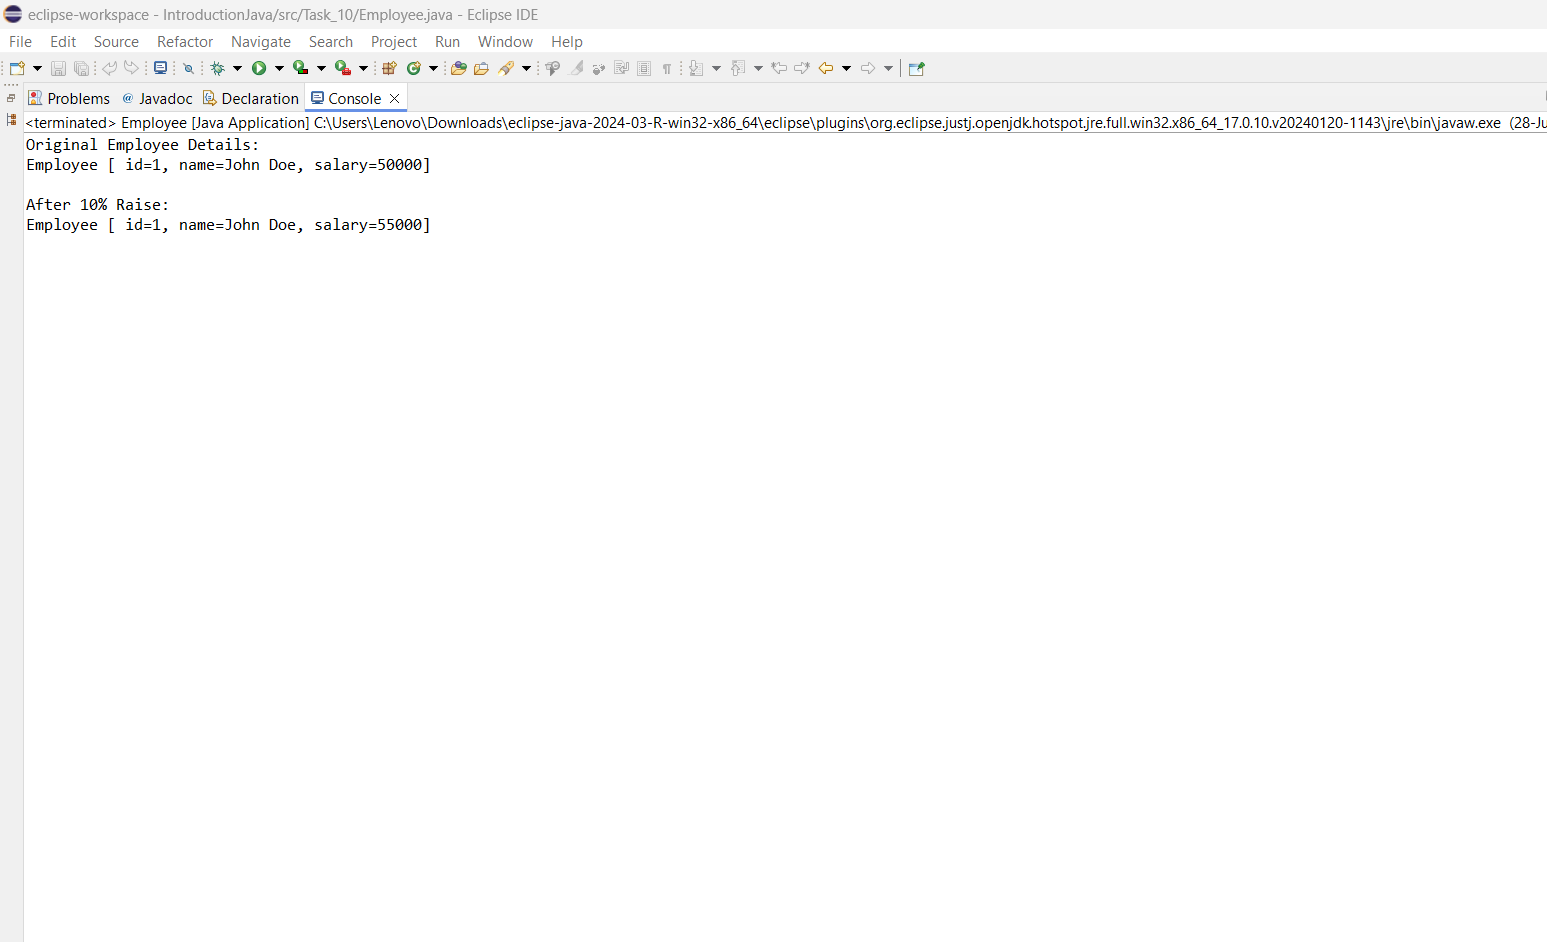 eclipse-workspace - IntroductionJava/src/Task_10/Employee.java - Eclipse IDE
File Edit Source Refactor Navigate Search Project Run Window Help
Problems @ Javadoc Declaration Console
<terminated> Employee [Java Application] C:\Users\Lenovo\Downloads\eclipse-java-2024-03-R-win32-x86_64\eclipse\plugins\org.eclipse.justj.openjdk.hotspot.jre.full.win32.x86_64_17.0.10.v20240120-1143\jre\bin\javaw.exe (28-Ju
Original Employee Details:
Employee [ id=1, name=John Doe, salary=50000]
After 10% Raise:
Employee [ id=1, name=John Doe, salary=55000]